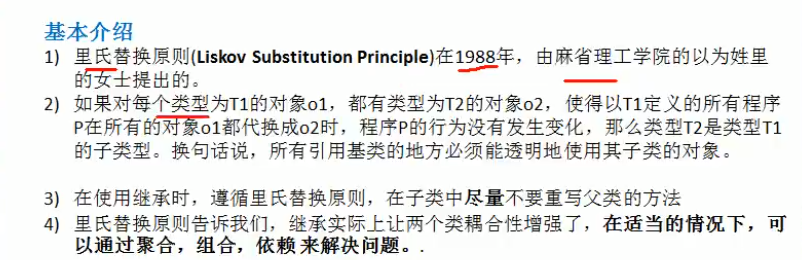 基本介绍
1) 里氏替换原则(Liskov Substitution Principle)在1988年，由麻省理工学院的以为姓里
的女士提出的。
2) 如果对每个类型为T1的对象o1，都有类型为T2的对象o2，使得以T1定义的所有程序
P在所有的对象o1都代换成o2时，程序P的行为没有发生变化，那么类型T2是类型T1
的子类型。换句话说，所有引用基类的地方必须能透明地使用其子类的对象。
3) 在使用继承时，遵循里氏替换原则，在子类中尽量不要重写父类的方法
4) 里氏替换原则告诉我们，继承实际上让两个类耦合性增强了，在适当的情况下，可
以通过聚合，组合，依赖 来解决问题。.